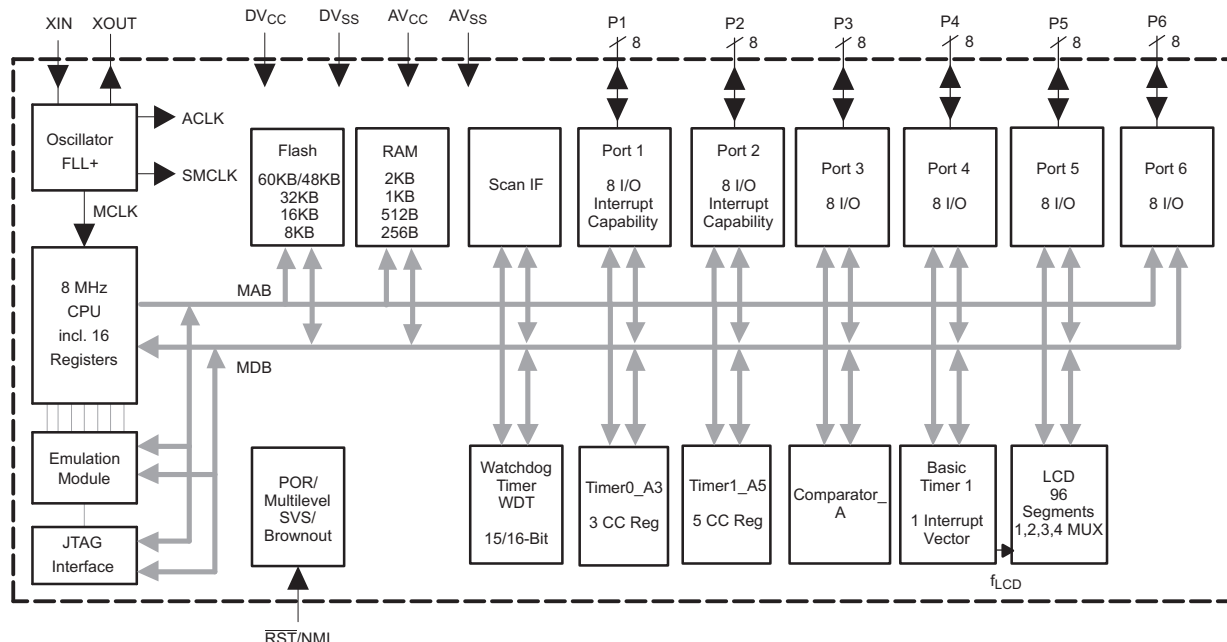 XIN
XOUT
DVCC
DVSS
AVCC
AVSS
P1
P2
P3
P4
P5
P6
8
8
8
8
8
8
Oscillator
FLL+
ACLK
SMCLK
MCLK
Flash
60KB/48KB
32KB
16KB
8KB
RAM
2KB
1KB
512B
256B
Scan IF
Port 1
8 I/O
Interrupt
Capability
Port 2
8 I/O
Interrupt
Capability
Port 3
8 I/O
Port 4
8 I/O
Port 5
8 I/O
Port 6
8 I/O
8 MHz
CPU
incl. 16
Registers
MAB
MDB
Emulation
Module
JTAG
Interface
POR/
Multilevel
SVS/
Brownout
Watchdog
Timer
WDT
15/16-Bit
Timer0_A3
3 CC Reg
Timer1_A5
5 CC Reg
Comparator_
A
Basic
Timer 1
1 Interrupt
Vector
LCD
96
Segments
1,2,3,4 MUX
fLCD
RST/NMI